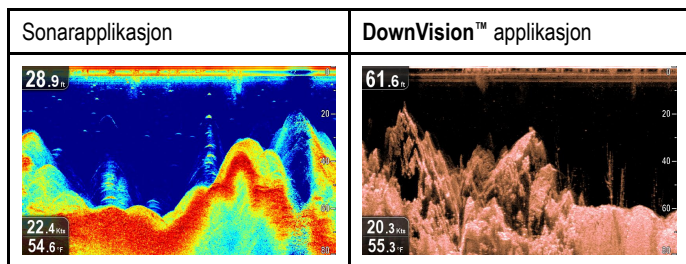 Sonarapplikasjon
DownVision™ applikasjon
28.9 ft
20
60
22.4 Kts
54.6 °F
61.6 ft
20
40
60
20.3 Kts
55.3 °F